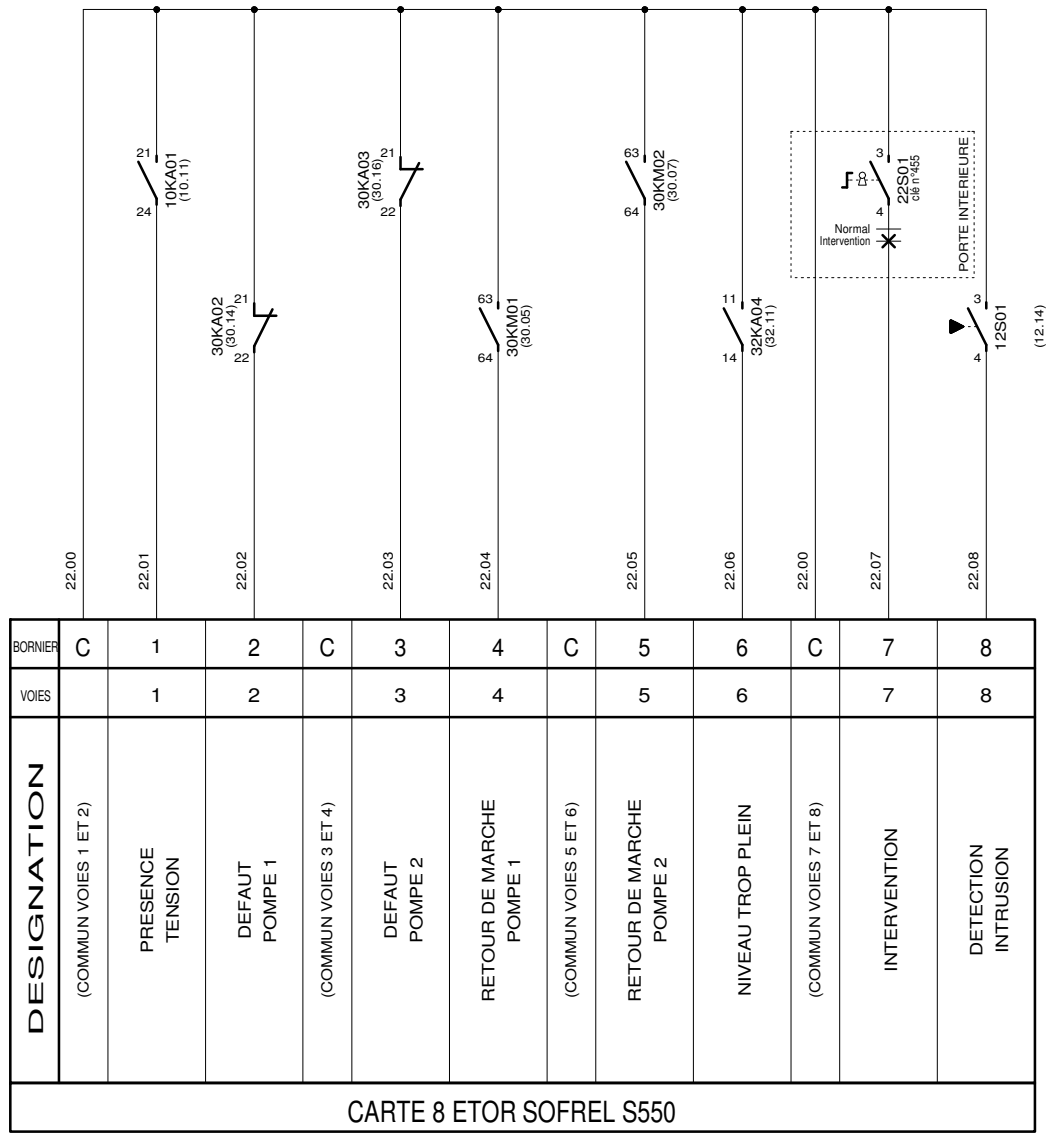 21
10KA01
(10.11)
24
21
30KA03
(30.16)
22
63
30KM02
(30.07)
64
3
22S01
clé n°455
4
Normal
Intervention
PORTE INTERIEURE
21
30KA02
(30.14)
22
63
30KM01
(30.05)
64
11
32KA04
(32.11)
14
3
12S01
4
(12.14)
22.00
22.01
22.02
22.03
22.04
22.05
22.06
22.00
22.07
22.08
BORNIER C 1 2 C 3 4 C 5 6 C 7 8
VOIES 1 2 3 4 5 6 7 8
DESIGNATION
(COMMUN VOIES 1 ET 2)
PRESENCE
TENSION
DEFAUT
POMPE 1
(COMMUN VOIES 3 ET 4)
DEFAUT
POMPE 2
RETOUR DE MARCHE
POMPE 1
(COMMUN VOIES 5 ET 6)
RETOUR DE MARCHE
POMPE 2
NIVEAU TROP PLEIN
(COMMUN VOIES 7 ET 8)
INTERVENTION
DETECTION
INTRUSION
CARTE 8 ETOR SOFREL S550